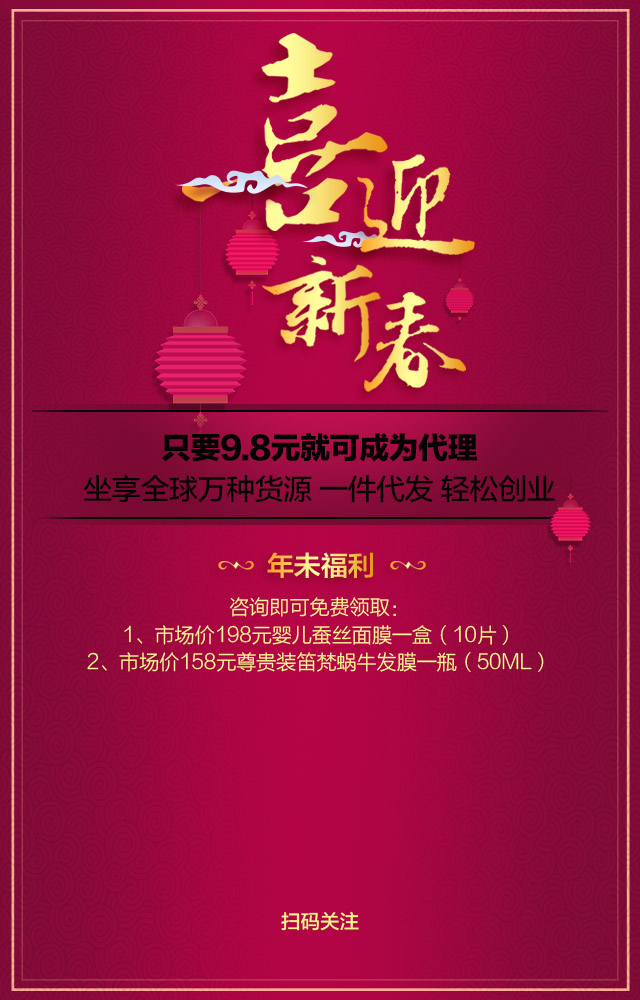 喜迎
新春
只要9.8元就可成为代理
坐享全球万种货源 一件代发 轻松创业
年末福利
咨询即可免费领取：
1、市场价198元婴儿蚕丝面膜一盒（10片）
2、市场价158元尊贵装笛梵蜗牛发膜一瓶（50ML）
扫码关注